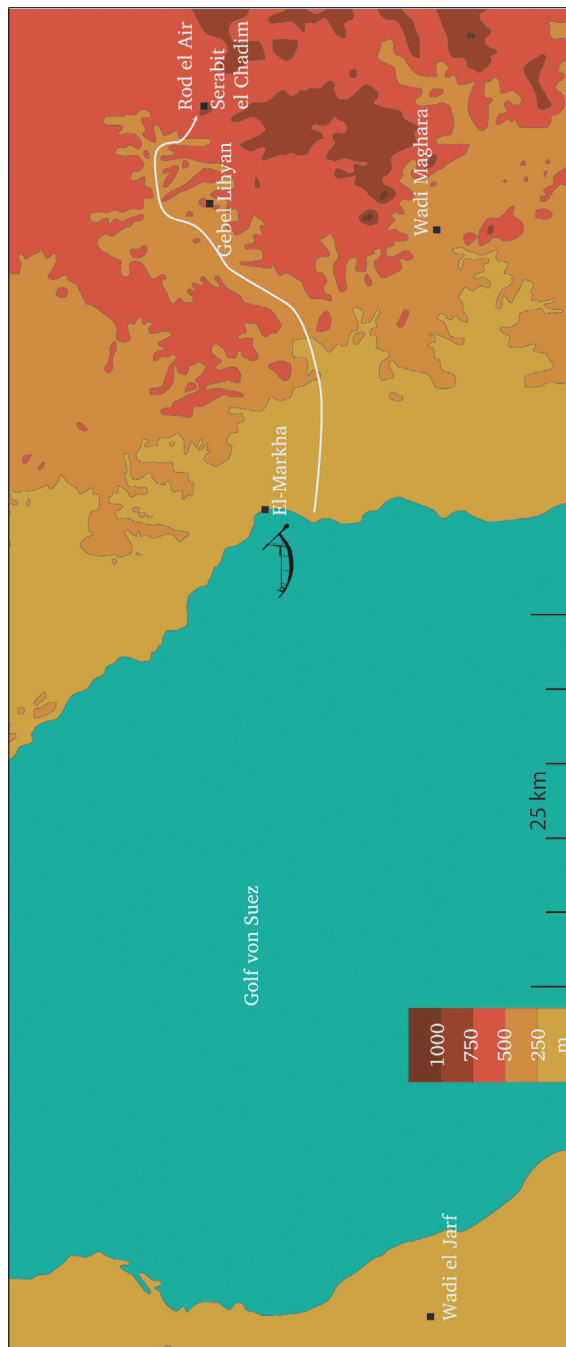 Rod el Air
Serabit
el Chadim
Gebel Lihyan
Wadi Maghara
El-Markha
Golf von Suez
25 km
1000
750
500
250
m
Wadi el Jarf